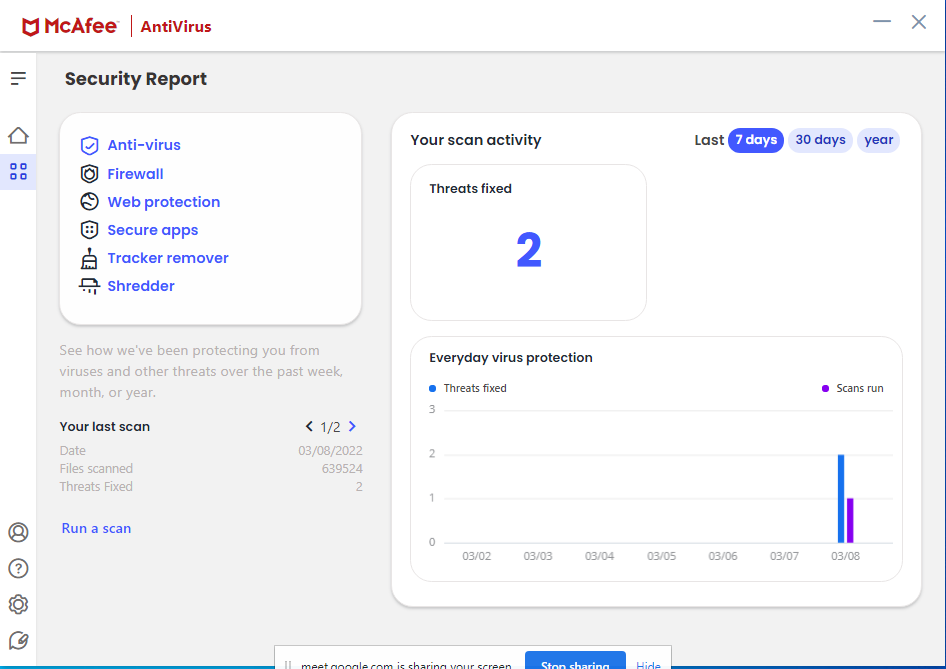 McAfee™ | AntiVirus
Security Report
Anti-virus
Firewall
Web protection
Secure apps
Tracker remover
Shredder
See how we've been protecting you from
viruses and other threats over the past week,
month, or year.
Your last scan < 1/2 >
Date 03/08/2022
Files scanned 639524
Threats Fixed 2
Run a scan
Your scan activity Last 7 days 30 days year
Threats fixed
2
Everyday virus protection
Threats fixed Scans run
3
2
1
0
03/02 03/03 03/04 03/05 03/06 03/07 03/08
meet.google.com is sharing your screen. Stop sharing Hide